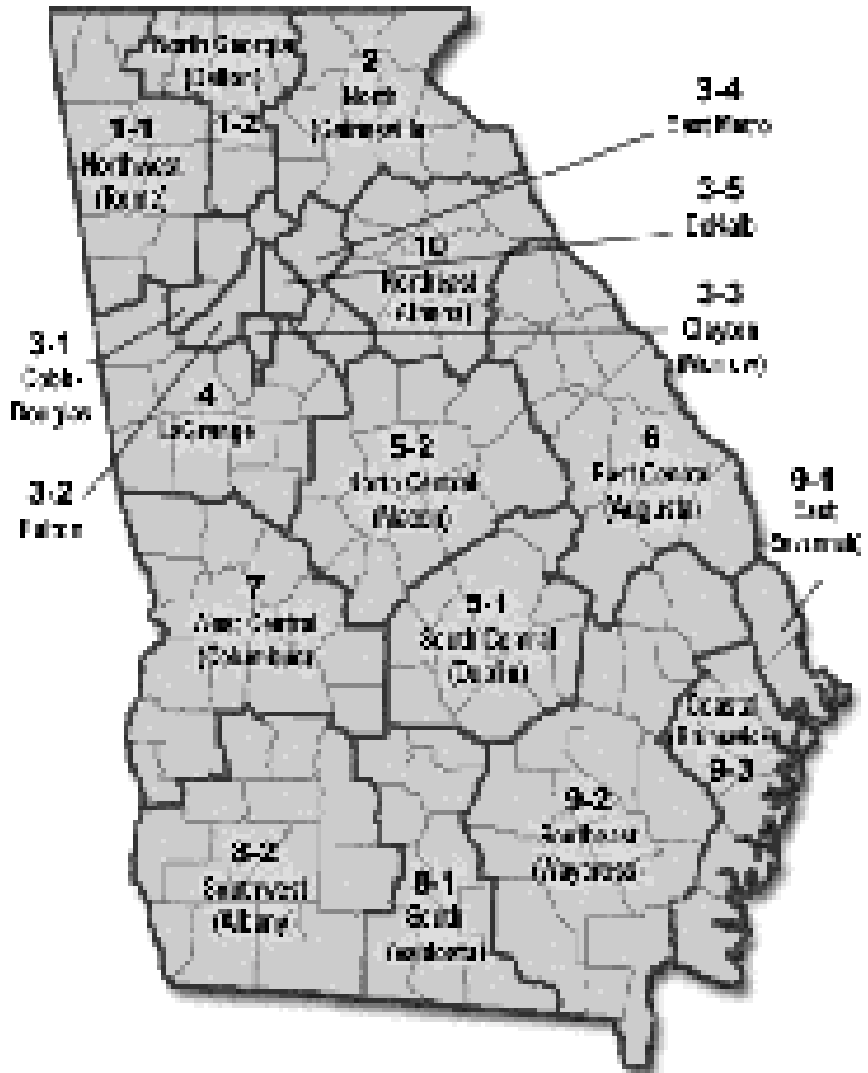 North Georgia
(Dalton)
1-2
2
North
(Gainesville
1-1
Northwest
(Rome)
3-4
East Metro
3-5
DeKalb
3-3
Clayton
(Morrow)
10
Northeast
(Athens)
3-1
Cobb-
Douglas
3-2
Fulton
4
LaGrange
5-2
North Central
(Macon)
6
East Central
(Augusta)
9-1
East
(Savannah)
7
West Central
(Columbus)
5-1
South Central
(Dublin)
Coastal
(Brunswick)
9-3
9-2
Southeast
(Waycross)
8-2
Southwest
(Albany)
8-1
South
(Valdosta)